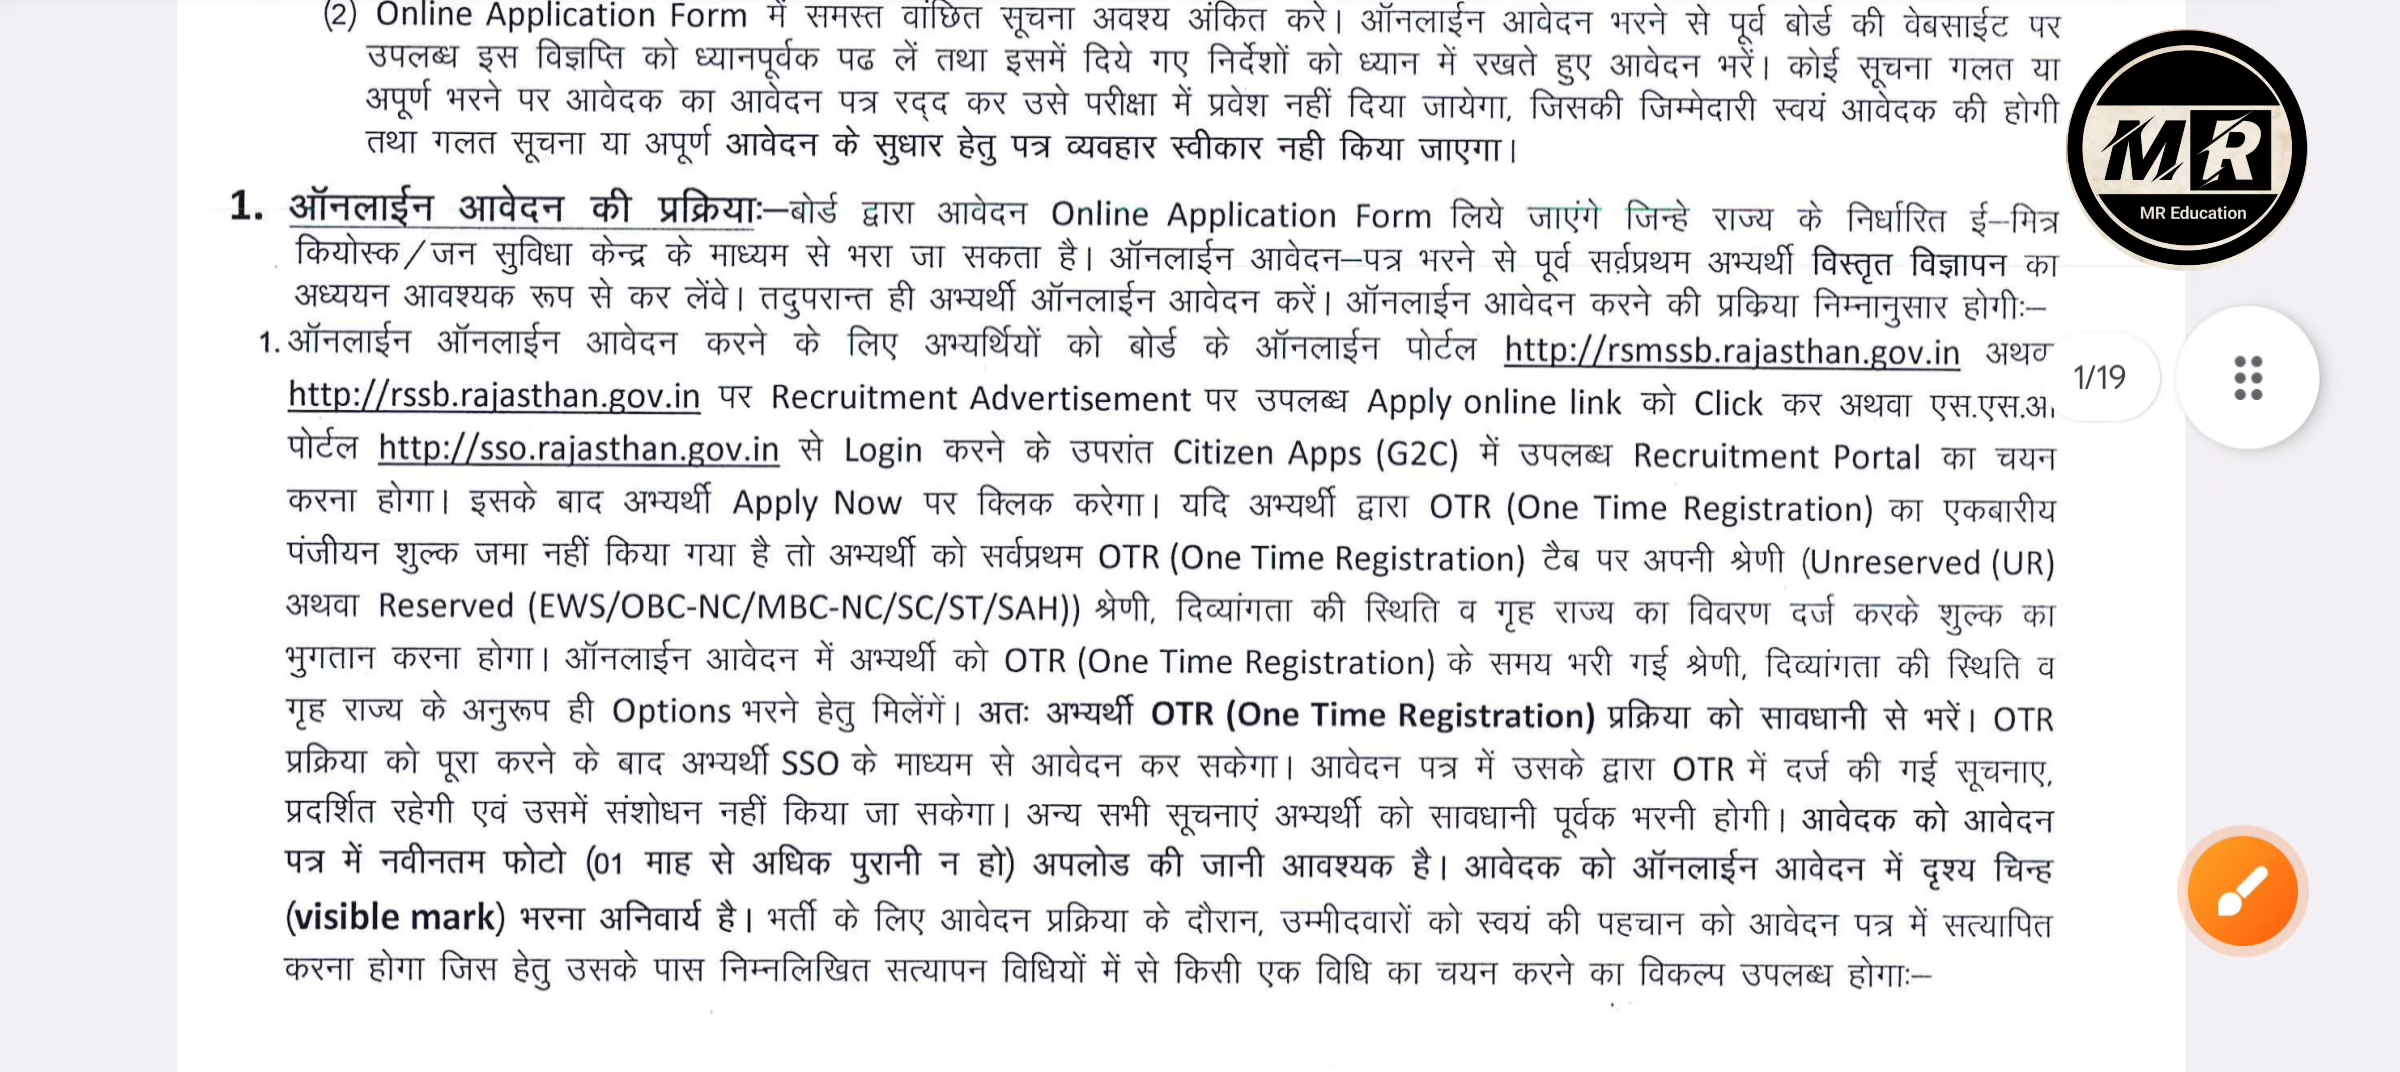 (2) Online Application Form में समस्त वांछित सूचना अवश्य अंकित करे। ऑनलाईन आवेदन भरने से पूर्व बोर्ड की वेबसाईट पर
उपलब्ध इस विज्ञप्ति को ध्यानपूर्वक पढ लें तथा इसमें दिये गए निर्देशों को ध्यान में रखते हुए आवेदन भरें। कोई सूचना गलत या
अपूर्ण भरने पर आवेदक का आवेदन पत्र रद्द कर उसे परीक्षा में प्रवेश नहीं दिया जायेगा, जिसकी जिम्मेदारी स्वयं आवेदक की होगी
तथा गलत सूचना या अपूर्ण आवेदन के सुधार हेतु पत्र व्यवहार स्वीकार नही किया जाएगा।
MR
MR Education
1. ऑनलाईन आवेदन की प्रक्रियाः–बोर्ड द्वारा आवेदन Online Application Form लिये जाएंगे जिन्हे राज्य के निर्धारित ई–मित्र
कियोस्क/जन सुविधा केन्द्र के माध्यम से भरा जा सकता है। ऑनलाईन आवेदन–पत्र भरने से पूर्व सर्वप्रथम अभ्यर्थी विस्तृत विज्ञापन का
अध्ययन आवश्यक रूप से कर लेंवे। तदुपरान्त ही अभ्यर्थी ऑनलाईन आवेदन करें। ऑनलाईन आवेदन करने की प्रकिया निम्नानुसार होगीः–
1. ऑनलाईन ऑनलाईन आवेदन करने के लिए अभ्यर्थियों को बोर्ड के ऑनलाईन पोर्टल http://rsmssb.rajasthan.gov.in
1/19
http://rssb.rajasthan.gov.in पर Recruitment Advertisement पर उपलब्ध Apply online link को Click कर अथवा
पोर्टल http://sso.rajasthan.gov.in से Login करने के उपरांत Citizen Apps (G2C) में उपलब्ध Recruitment Portal का चयन
करना होगा। इसके बाद अभ्यर्थी Apply Now पर क्लिक करेगा। यदि अभ्यर्थी द्वारा OTR (One Time Registration) का एकबारीय
पंजीयन शुल्क जमा नहीं किया गया है तो अभ्यर्थी को सर्वप्रथम OTR (One Time Registration) टैब पर अपनी श्रेणी (Unreserved (UR)
अथवा Reserved (EWS/OBC-NC/MBC-NC/SC/ST/SAH)) श्रेणी, दिव्यांगता की स्थिति व गृह राज्य का विवरण दर्ज करके शुल्क का
भुगतान करना होगा। ऑनलाईन आवेदन में अभ्यर्थी को OTR (One Time Registration) के समय भरी गई श्रेणी, दिव्यांगता की स्थिति व
गृह राज्य के अनुरूप ही Options भरने हेतु मिलेंगें। अतः अभ्यर्थी OTR (One Time Registration) प्रक्रिया को सावधानी से भरें। OTR
प्रक्रिया को पूरा करने के बाद अभ्यर्थी SSO के माध्यम से आवेदन कर सकेगा। आवेदन पत्र में उसके द्वारा OTR में दर्ज की गई सूचनाए,
प्रदर्शित रहेगी एवं उसमें संशोधन नहीं किया जा सकेगा। अन्य सभी सूचनाएं अभ्यर्थी को सावधानी पूर्वक भरनी होगी। आवेदक को आवेदन
पत्र में नवीनतम फोटो (01 माह से अधिक पुरानी न हो) अपलोड की जानी आवश्यक है। आवेदक को ऑनलाईन आवेदन में दृश्य चिन्ह
(visible mark) भरना अनिवार्य है। भर्ती के लिए आवेदन प्रक्रिया के दौरान, उम्मीदवारों को स्वयं की पहचान को आवेदन पत्र में सत्यापित
करना होगा जिस हेतु उसके पास निम्नलिखित सत्यापन विधियों में से किसी एक विधि का चयन करने का विकल्प उपलब्ध होगाः–